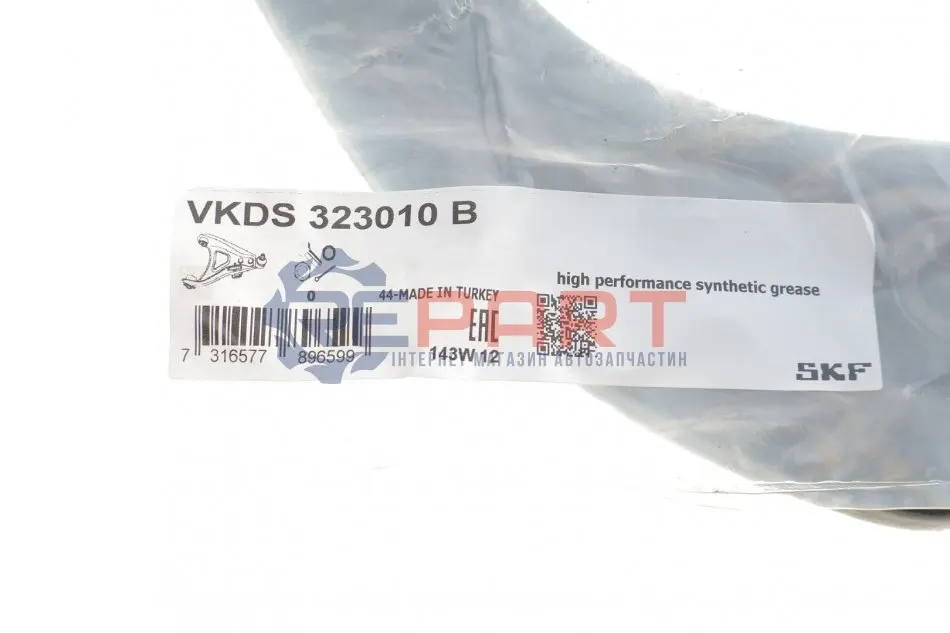 VKDS 323010 B
0
44-MADE IN TURKEY
high performance synthetic grease
EAC
7 316577 896599
143W 12
SKF
PART
ІНТЕРНЕТ МАГАЗИН АВТОЗАПЧАСТИН